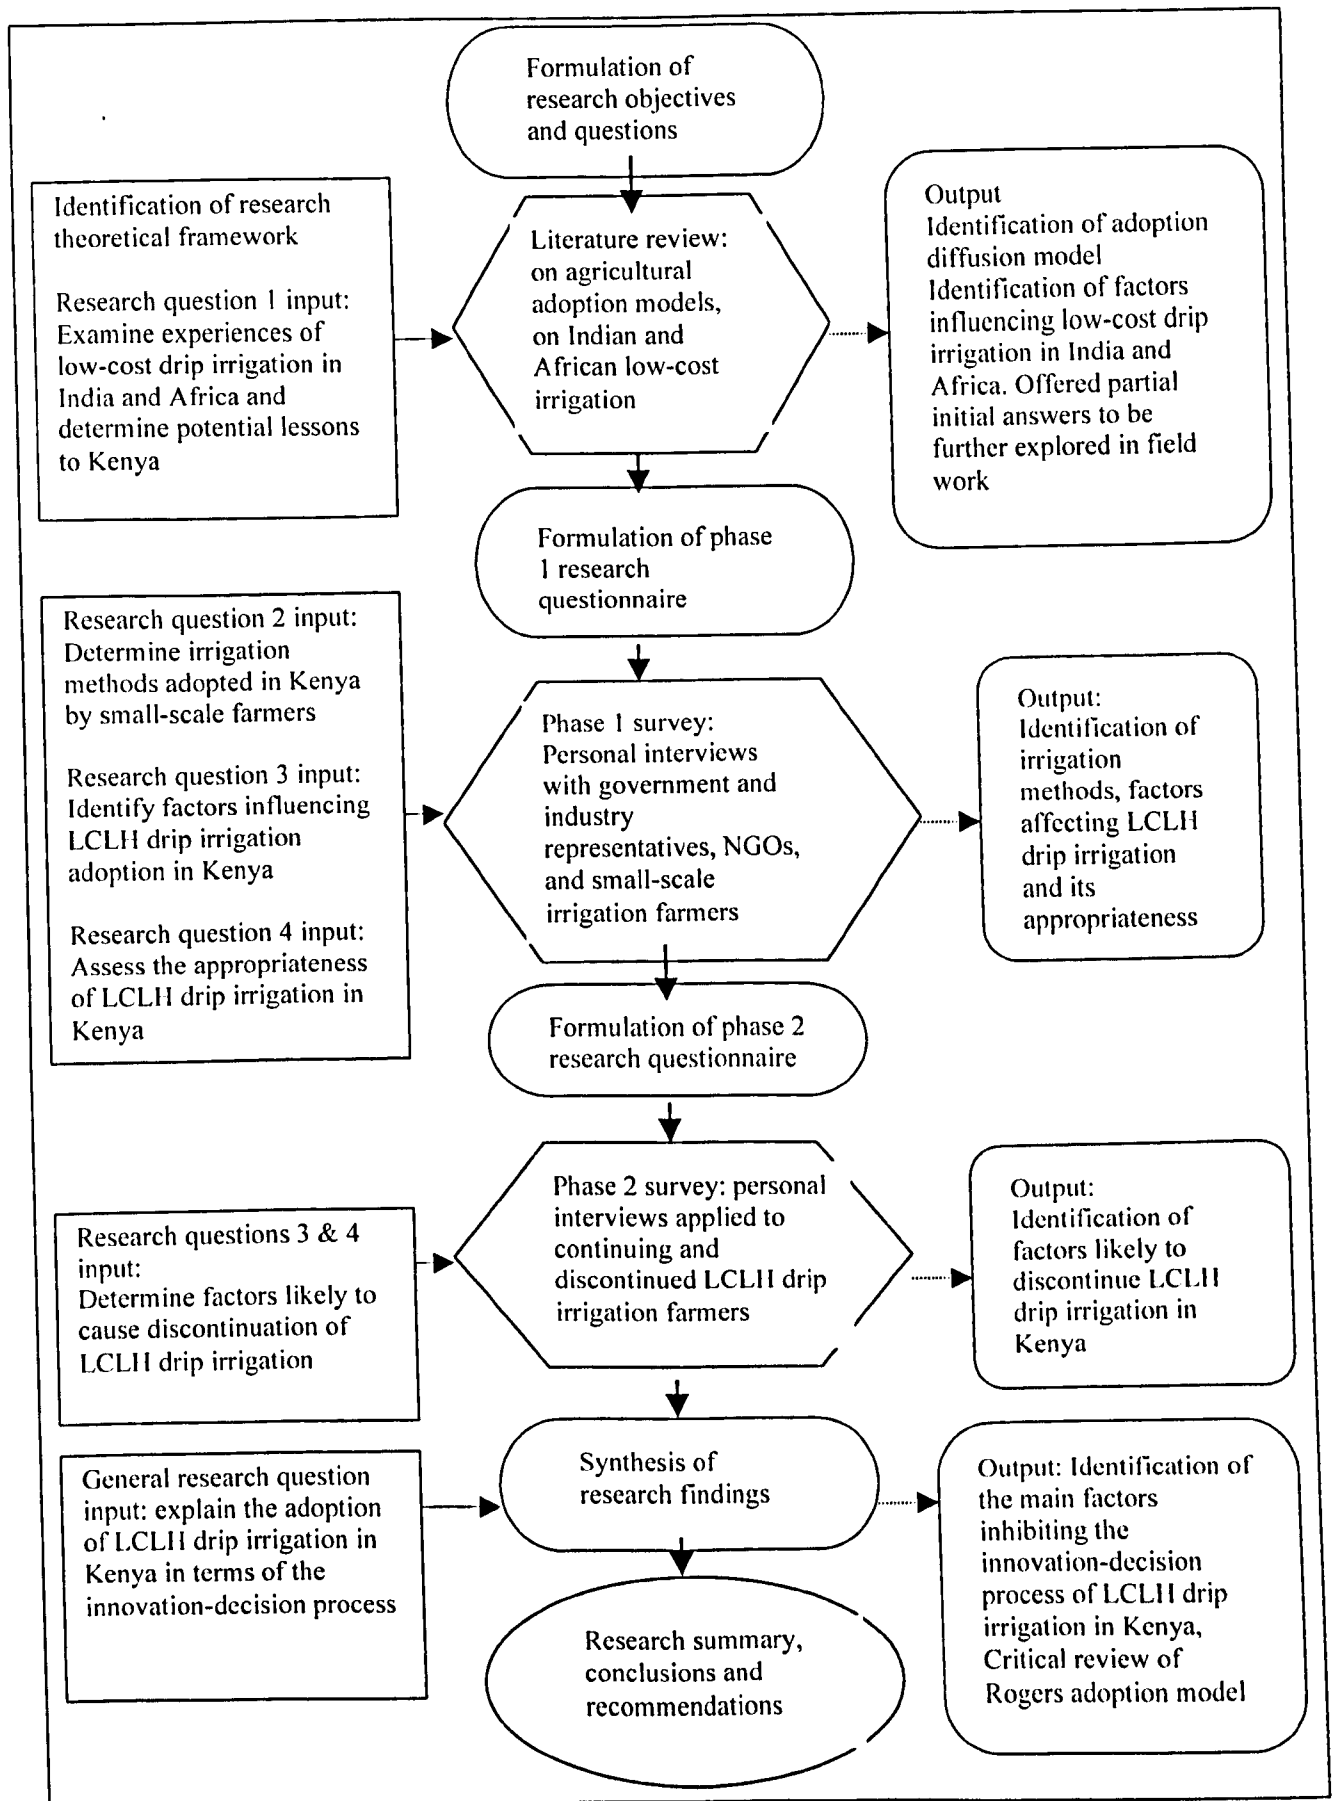 Formulation of
research objectives
and questions
Identification of research
theoretical framework
Research question 1 input:
Examine experiences of
low-cost drip irrigation in
India and Africa and
determine potential lessons
to Kenya
Literature review:
on agricultural
adoption models,
on Indian and
African low-cost
irrigation
Output
Identification of adoption
diffusion model
Identification of factors
influencing low-cost drip
irrigation in India and
Africa. Offered partial
initial answers to be
further explored in field
work
Formulation of phase
1 research
questionnaire
Research question 2 input:
Determine irrigation
methods adopted in Kenya
by small-scale farmers
Research question 3 input:
Identify factors influencing
LCLH drip irrigation
adoption in Kenya
Research question 4 input:
Assess the appropriateness
of LCLH drip irrigation in
Kenya
Phase 1 survey:
Personal interviews
with government and
industry
representatives, NGOs,
and small-scale
irrigation farmers
Output:
Identification of
irrigation
methods, factors
affecting LCLH
drip irrigation
and its
appropriateness
Formulation of phase 2
research questionnaire
Research questions 3 & 4
input:
Determine factors likely to
cause discontinuation of
LCLH drip irrigation
Phase 2 survey: personal
interviews applied to
continuing and
discontinued LCLH drip
irrigation farmers
Output:
Identification of
factors likely to
discontinue LCLH
drip irrigation in
Kenya
General research question
input: explain the adoption
of LCLH drip irrigation in
Kenya in terms of the
innovation-decision process
Synthesis of
research findings
Output: Identification of
the main factors
inhibiting the
innovation-decision
process of LCLH drip
irrigation in Kenya,
Critical review of
Rogers adoption model
Research summary,
conclusions and
recommendations